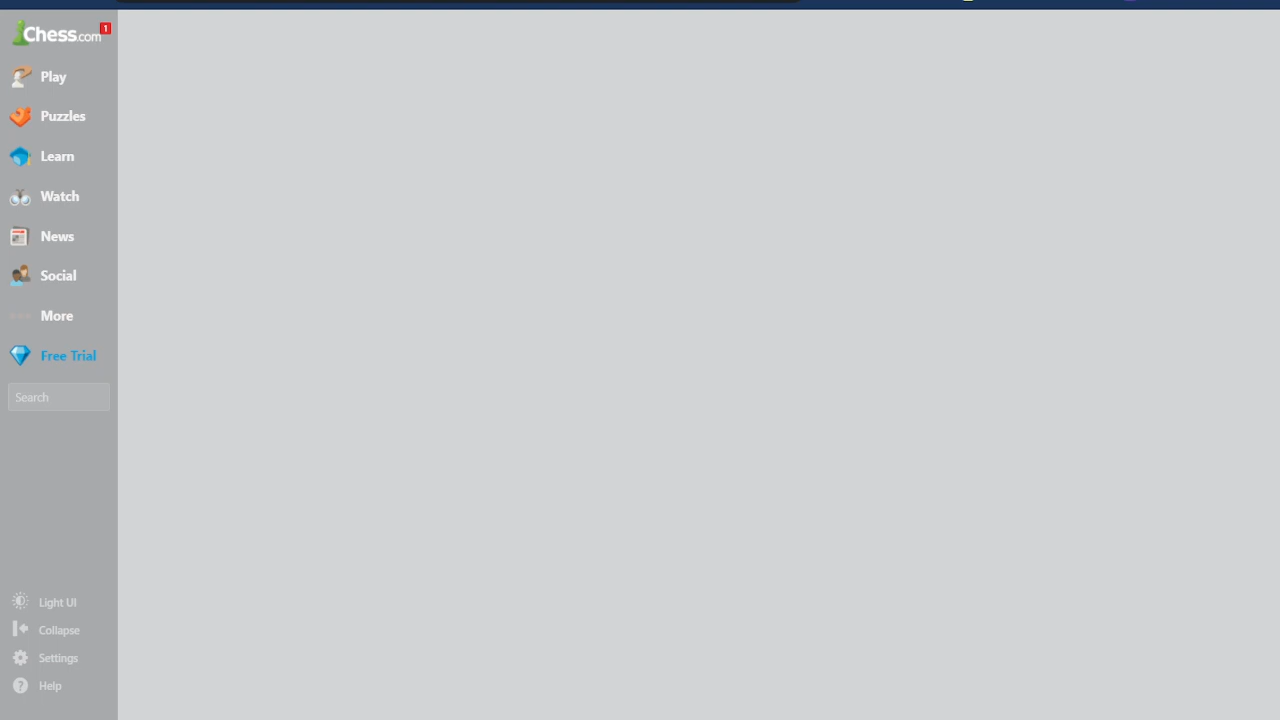 Chess.com
1
Play
Puzzles
Learn
Watch
News
Social
More
Free Trial
Search
Light UI
Collapse
Settings
Help